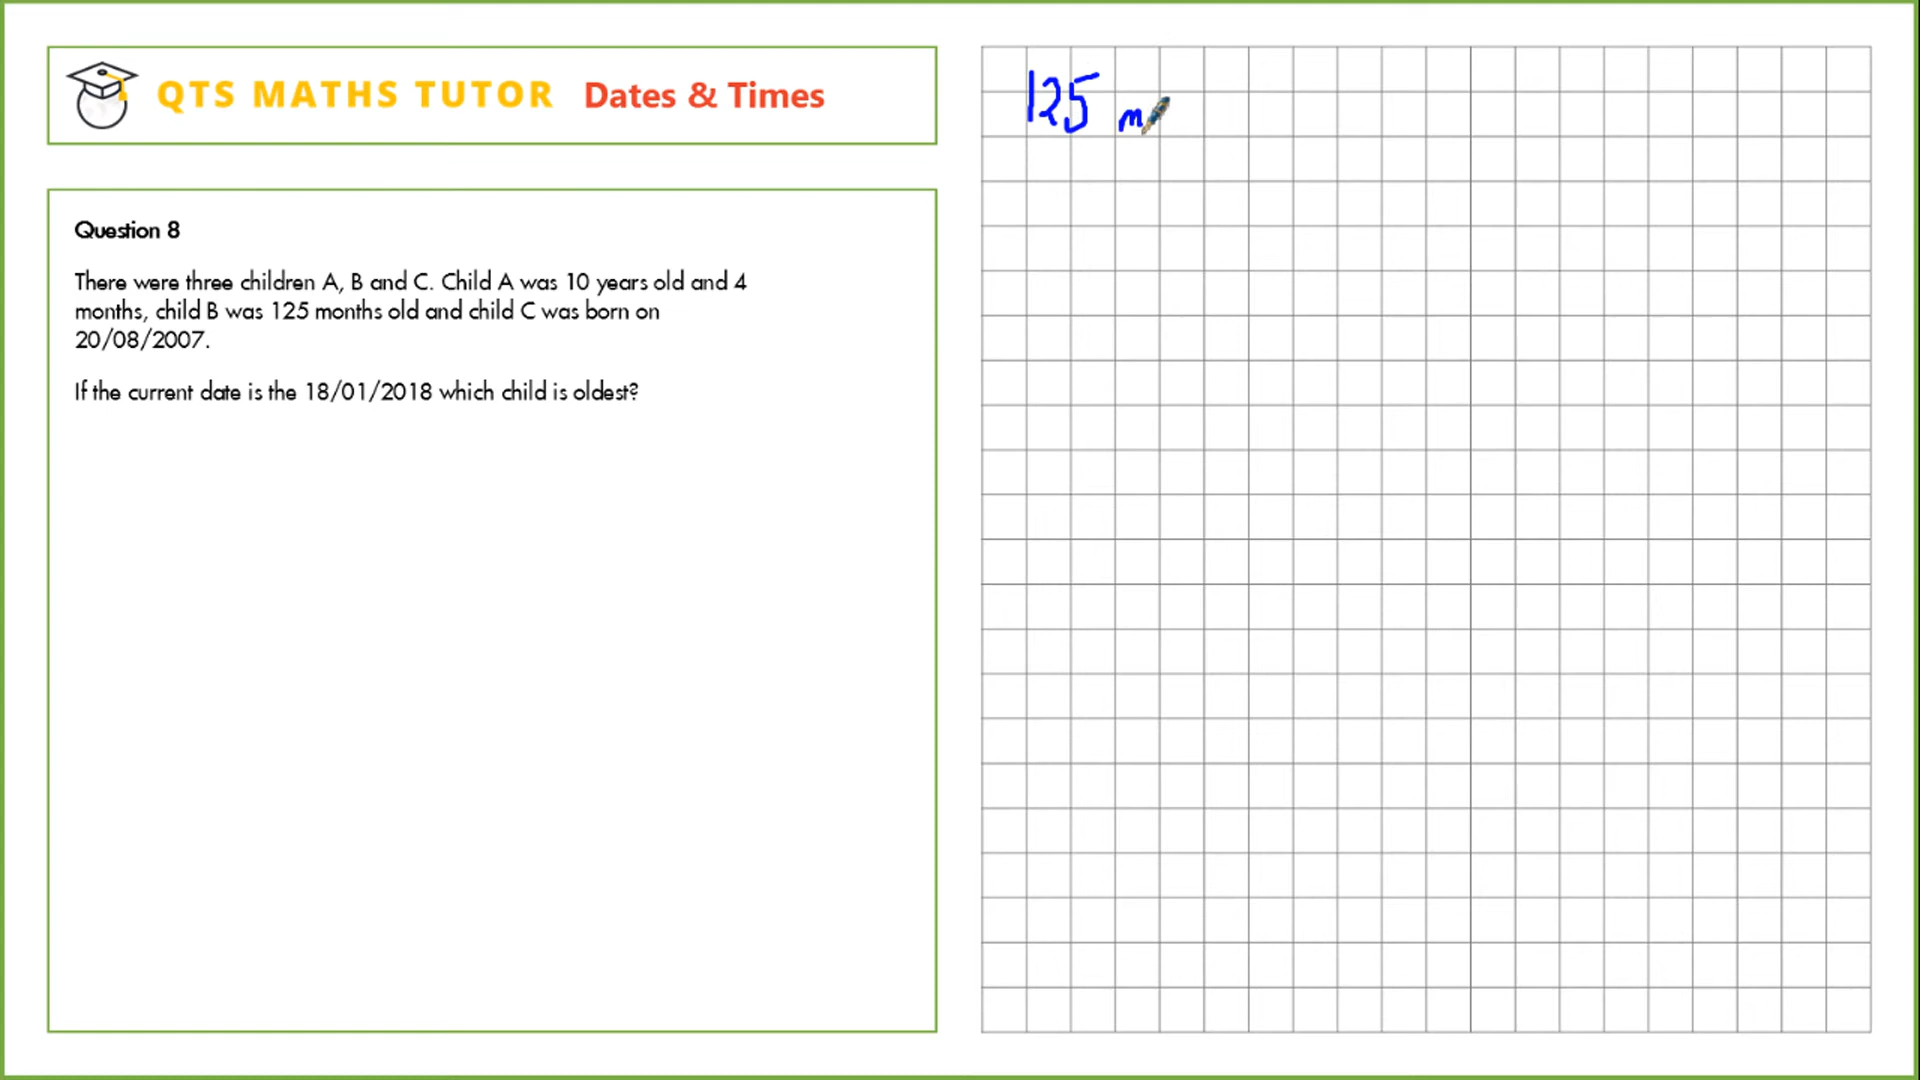 QTS MATHS TUTOR Dates & Times
125 m
Question 8
There were three children A, B and C. Child A was 10 years old and 4
months, child B was 125 months old and child C was born on
20/08/2007.
If the current date is the 18/01/2018 which child is oldest?